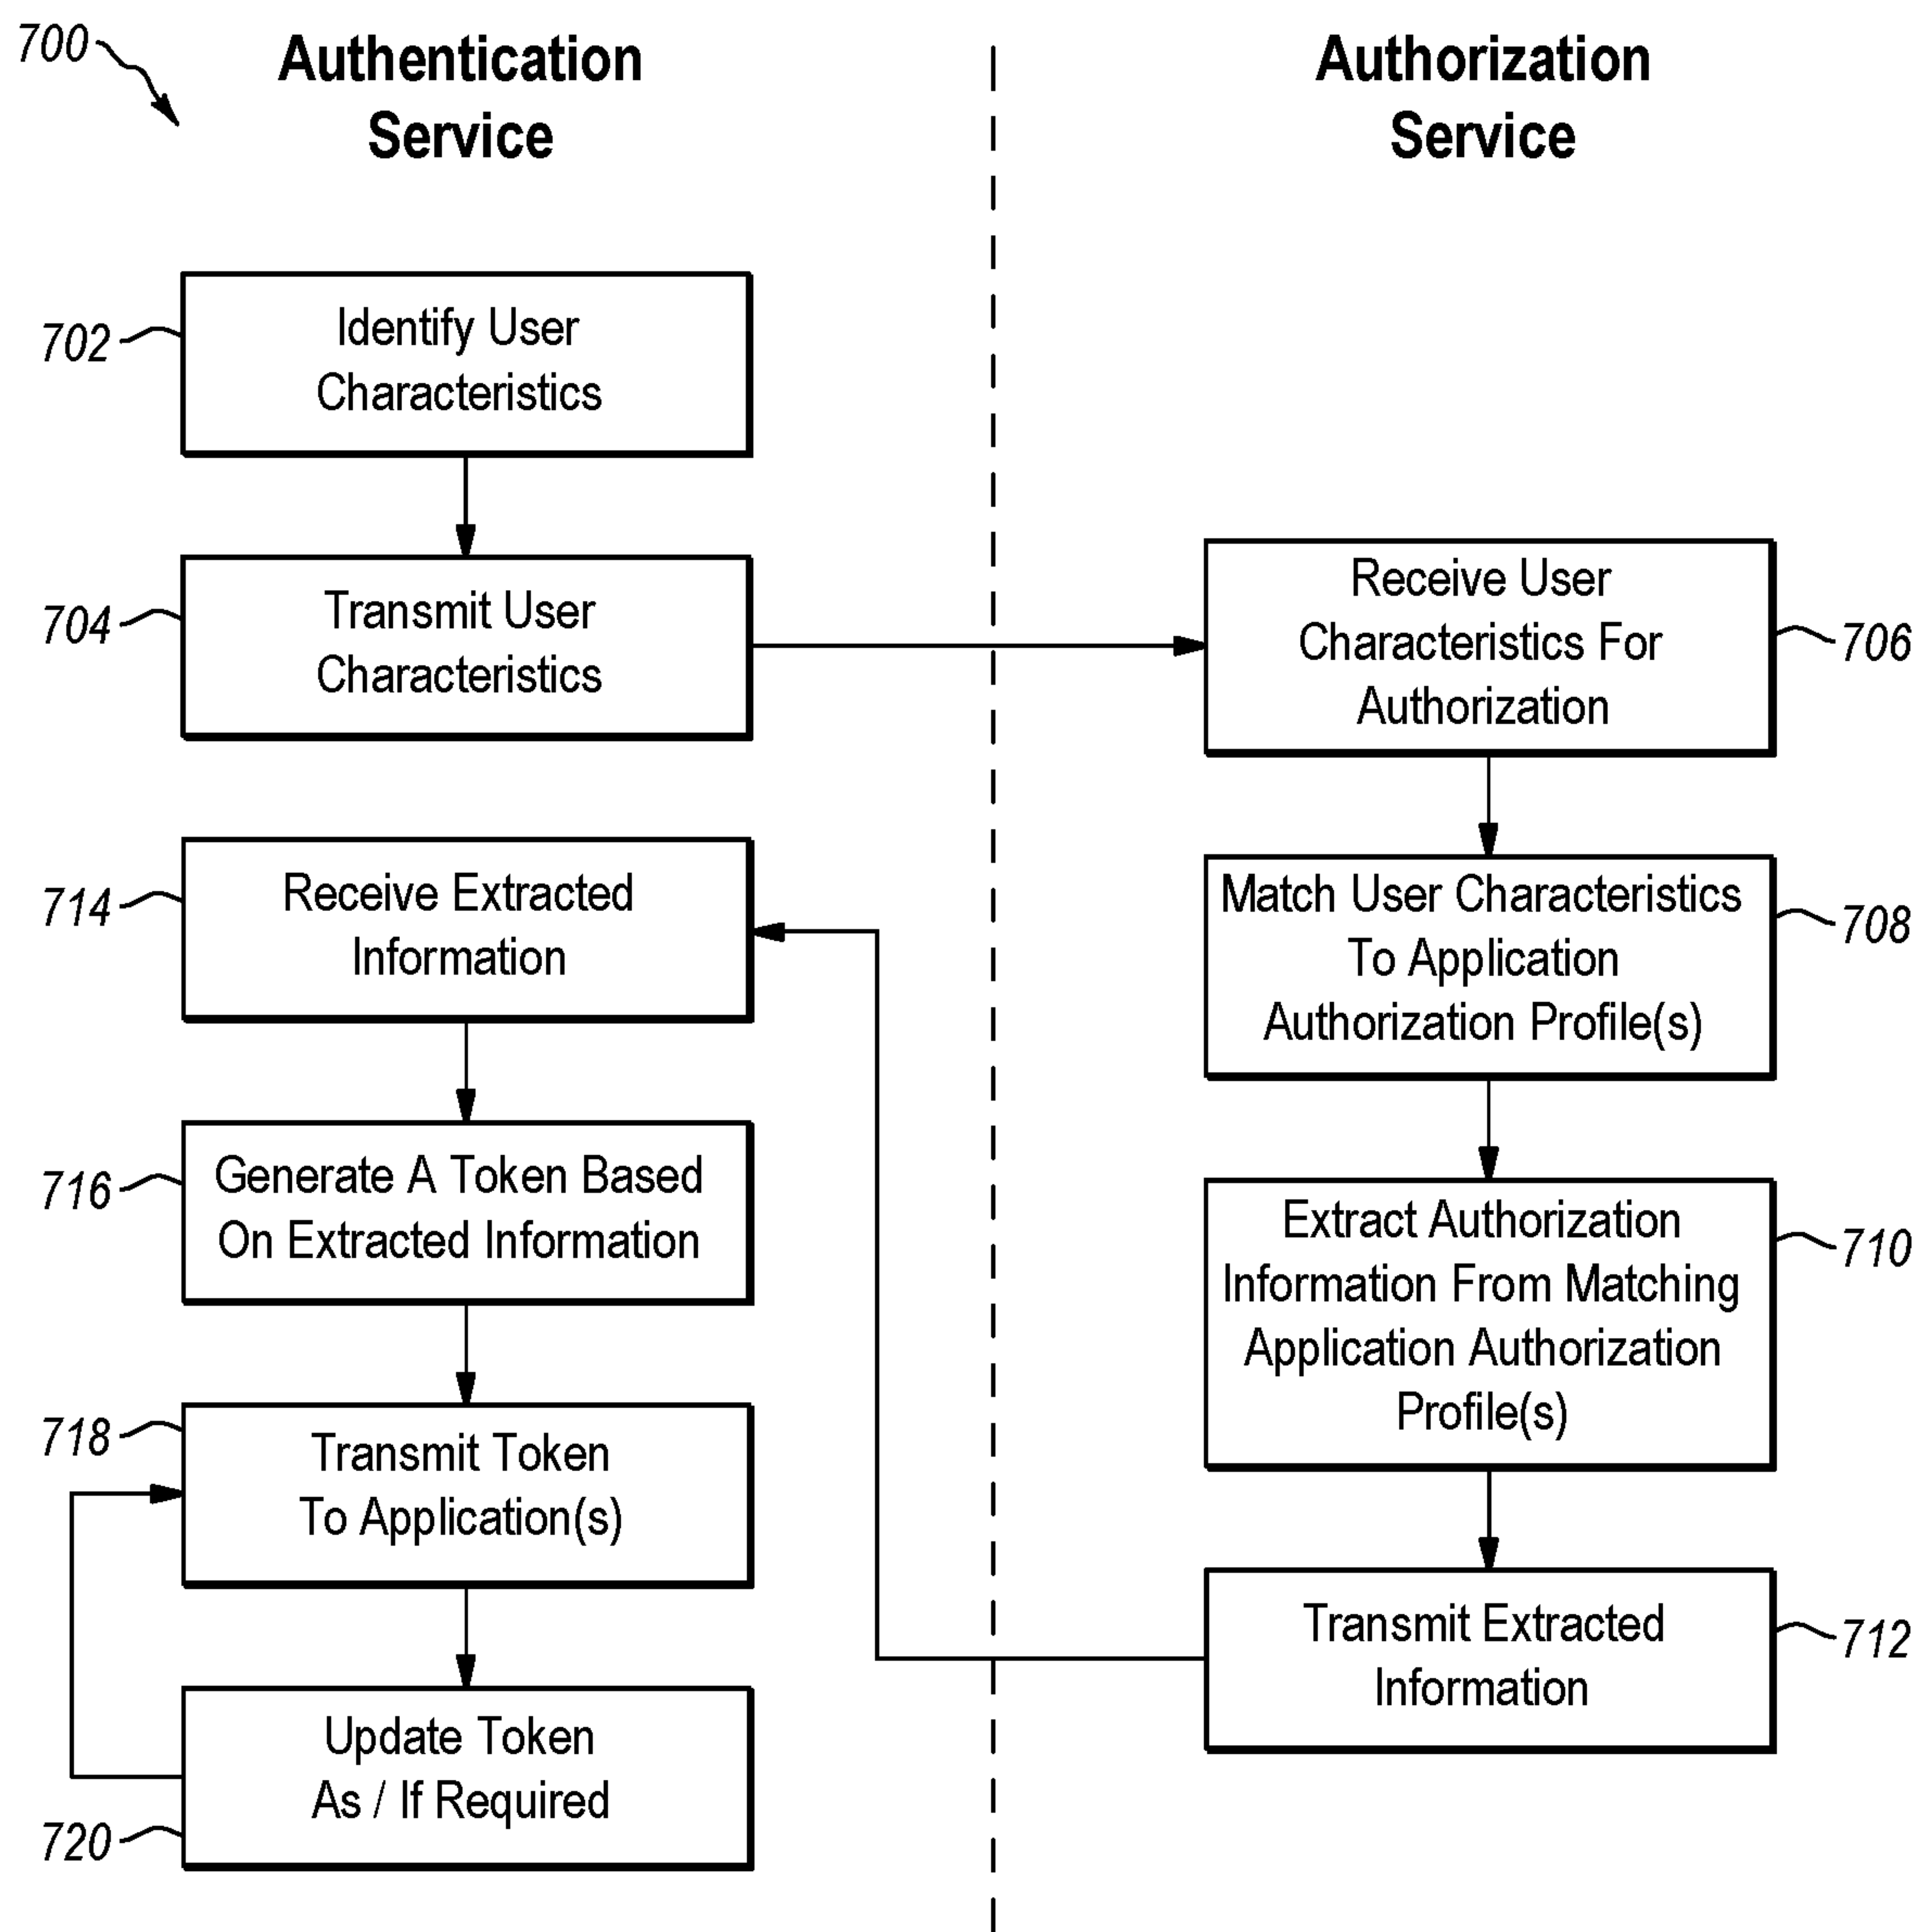 700
Authentication
Service
Authorization
Service
702
Identify User
Characteristics
704
Transmit User
Characteristics
Receive User
Characteristics For
Authorization
706
Match User Characteristics
To Application
Authorization Profile(s)
708
Extract Authorization
Information From Matching
Application Authorization
Profile(s)
710
Transmit Extracted
Information
712
714
Receive Extracted
Information
716
Generate A Token Based
On Extracted Information
718
Transmit Token
To Application(s)
Update Token
As / If Required
720